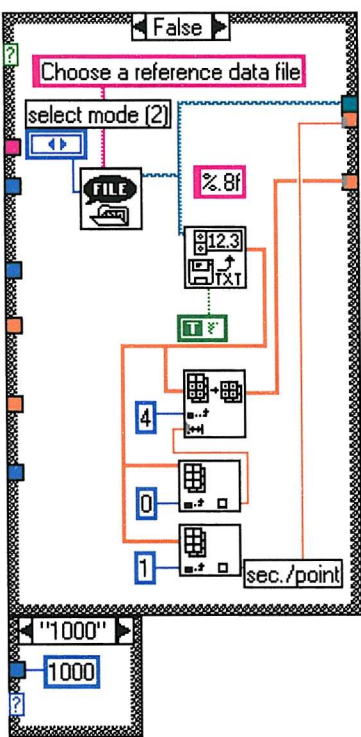 False
?
Choose a reference data file
select mode (2)
FILE
%.8f
12.3
TXT
T
4
0
1
sec./point
"1000"
1000
?